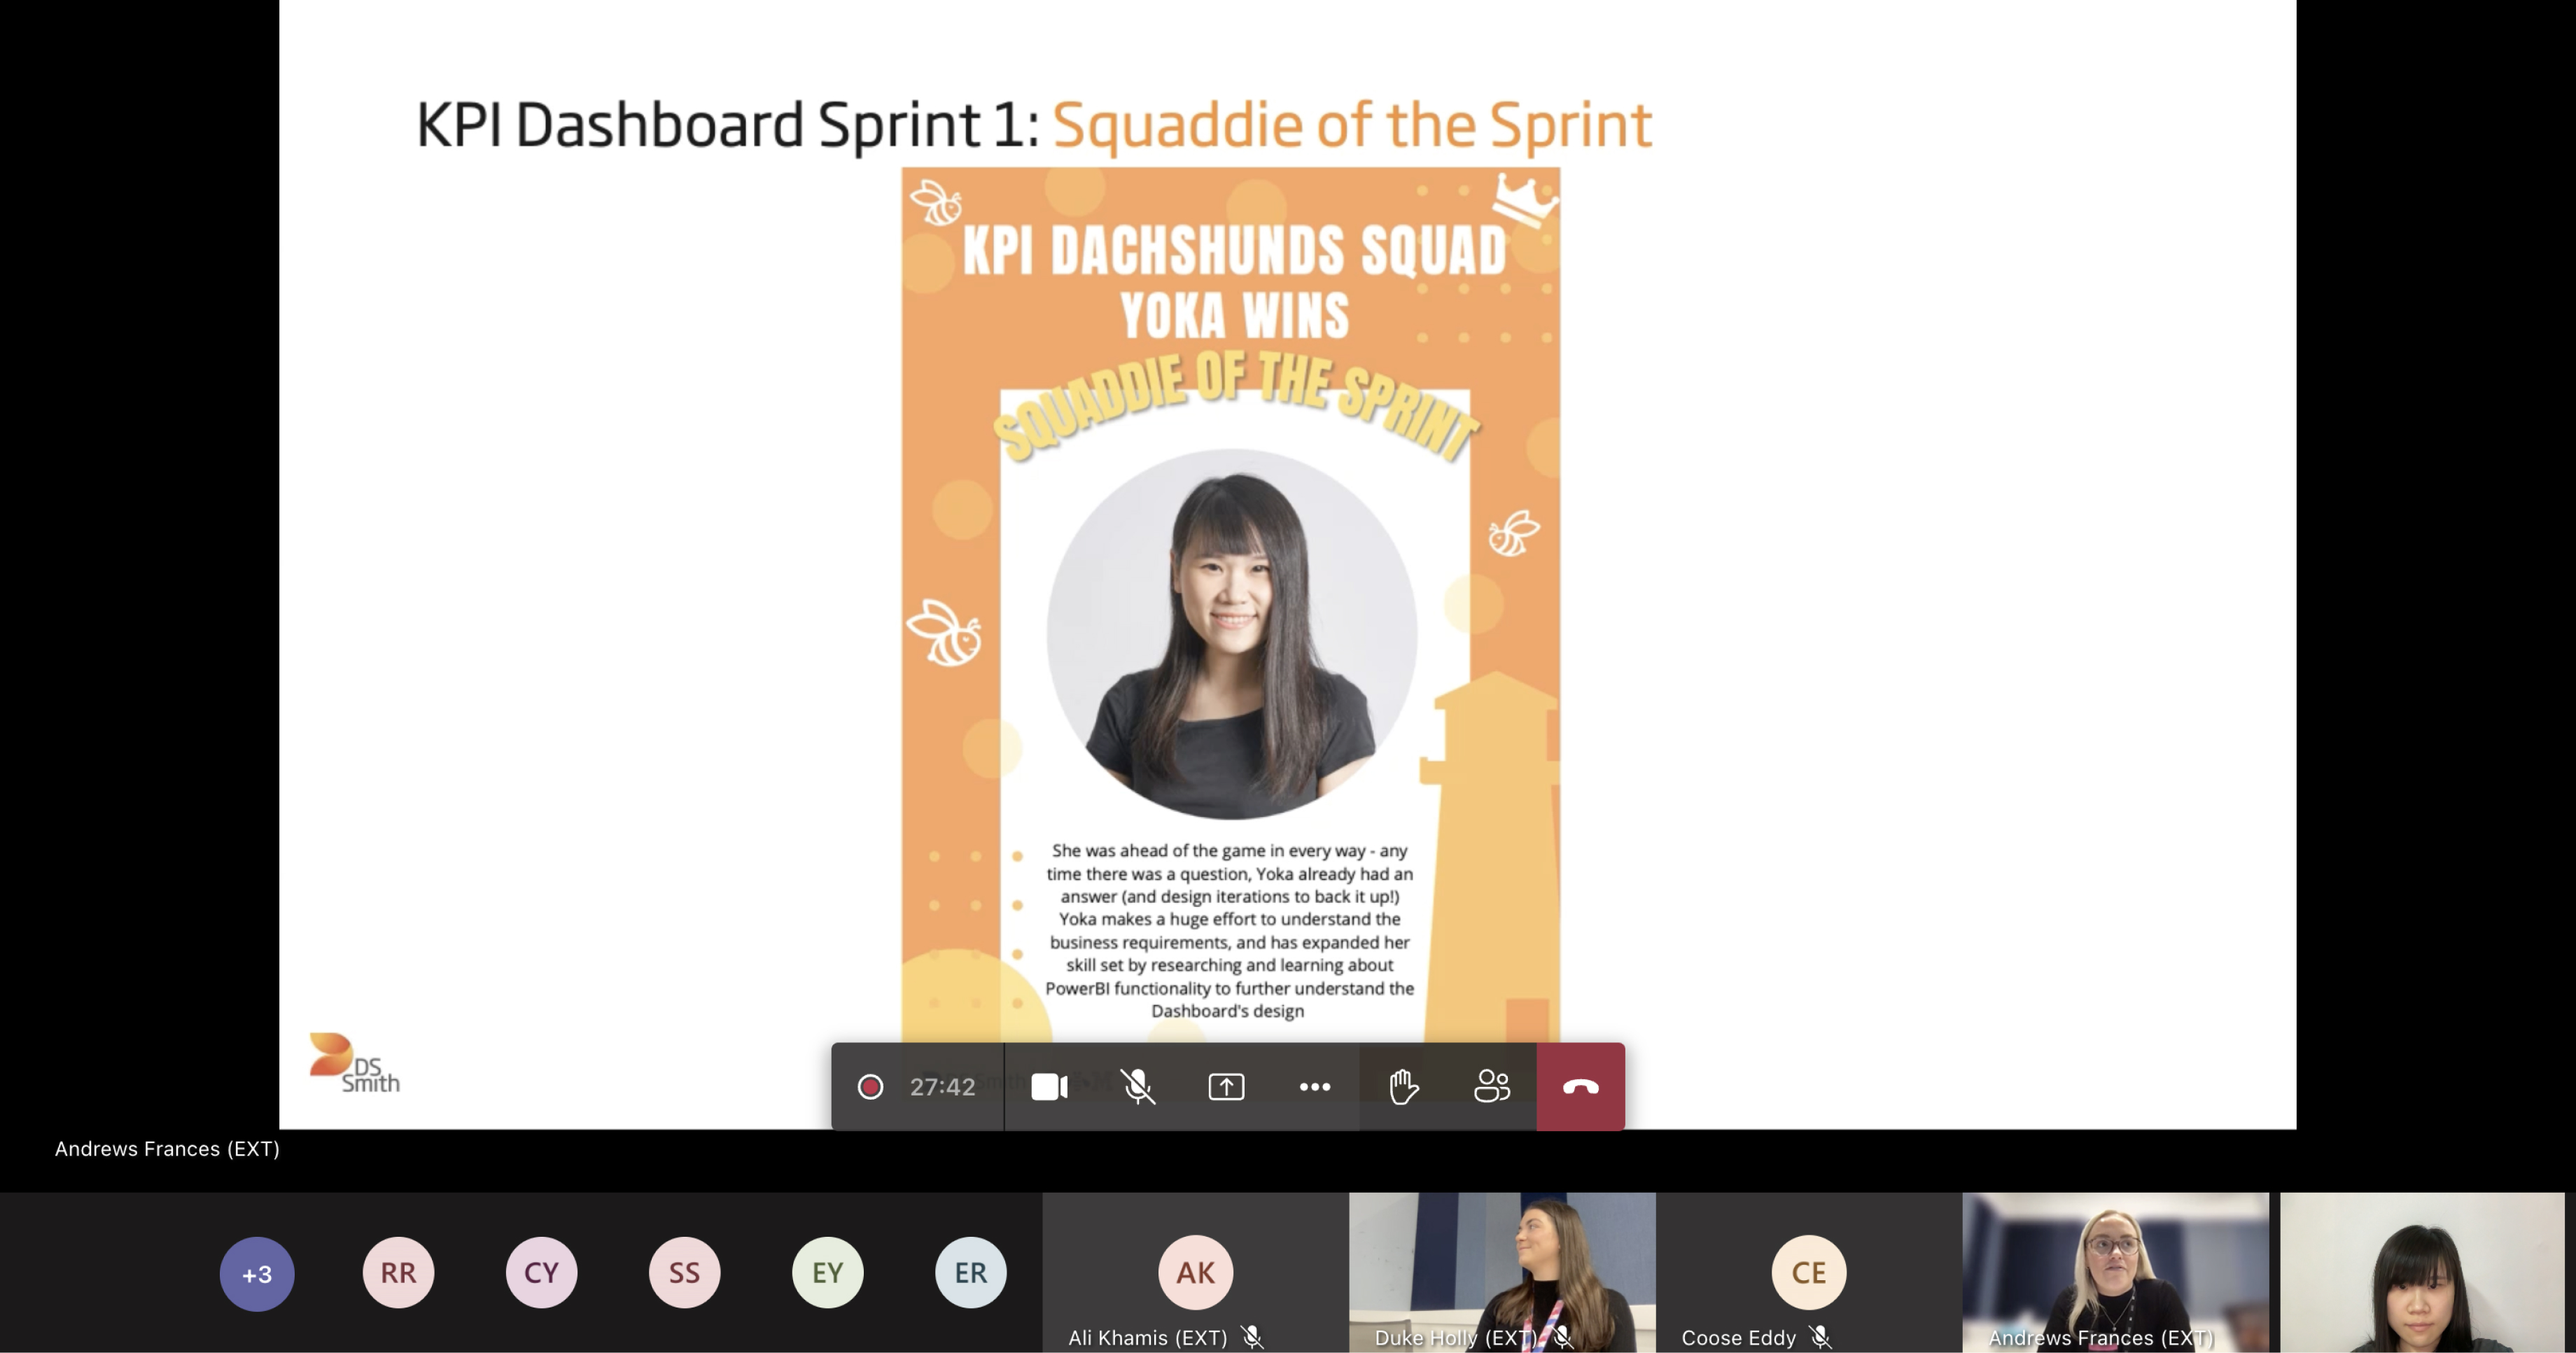 KPI Dashboard Sprint 1: Squaddie of the Sprint
KPI DACHSHUNDS SQUAD
YOKA WINS
SQUADDIE OF THE SPRINT
She was ahead of the game in every way - any
time there was a question, Yoka already had an
answer (and design iterations to back it up!)
Yoka makes a huge effort to understand the
business requirements, and has expanded her
skill set by researching and learning about
PowerBI functionality to further understand the
Dashboard's design
DS
Smith
27:42
Andrews Frances (EXT)
+3
RR
CY
SS
EY
ER
AK
CE
Ali Khamis (EXT)
Duke Holly (EXT)
Coose Eddy
Andrews Frances (EXT)